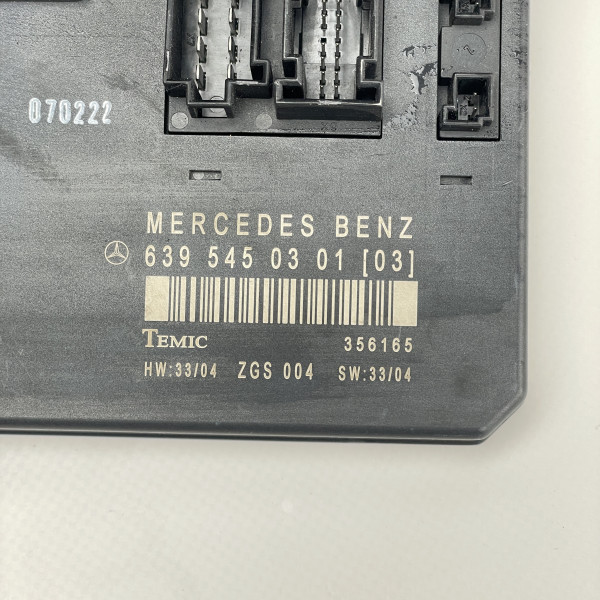 070222
MERCEDES BENZ
639 545 03 01 [03]
TEMIC 356165
HW:33/04 ZGS 004 SW:33/04